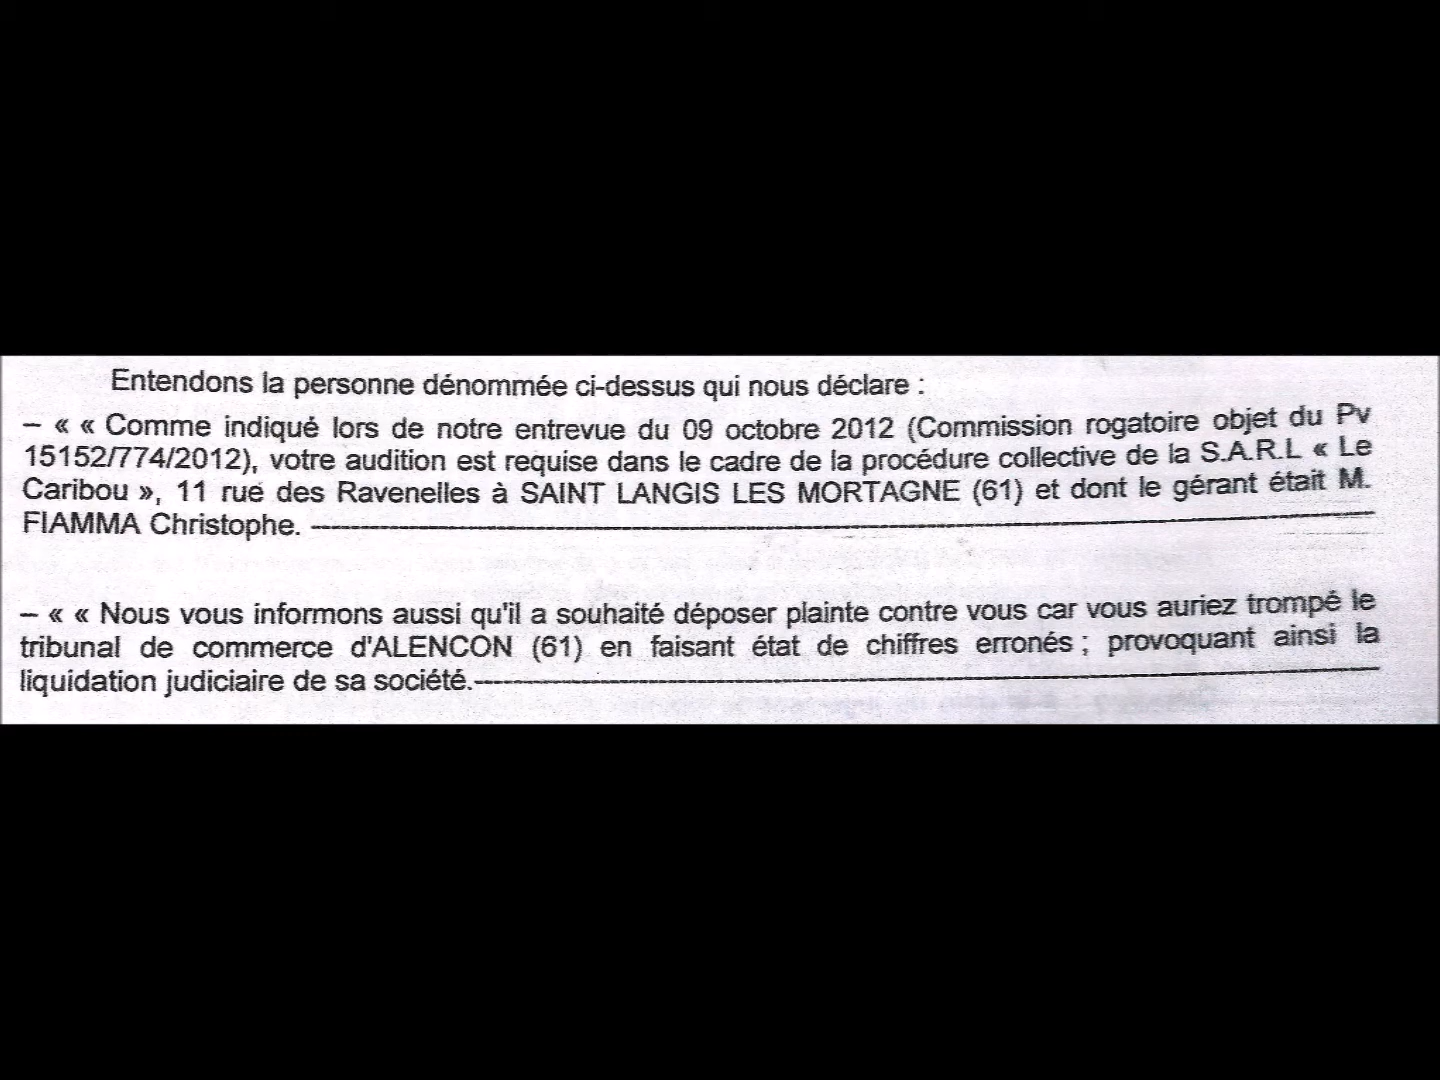 Entendons la personne dénommée ci-dessus qui nous déclare :
– « « Comme indiqué lors de notre entrevue du 09 octobre 2012 (Commission rogatoire objet du Pv
15152/774/2012), votre audition est requise dans le cadre de la procédure collective de la S.A.R.L « Le
Caribou », 11 rue des Ravenelles à SAINT LANGIS LES MORTAGNE (61) et dont le gérant était M.
FIAMMA Christophe.
– « « Nous vous informons aussi qu'il a souhaité déposer plainte contre vous car vous auriez trompé le
tribunal de commerce d'ALENCON (61) en faisant état de chiffres erronés ; provoquant ainsi la
liquidation judiciaire de sa société.